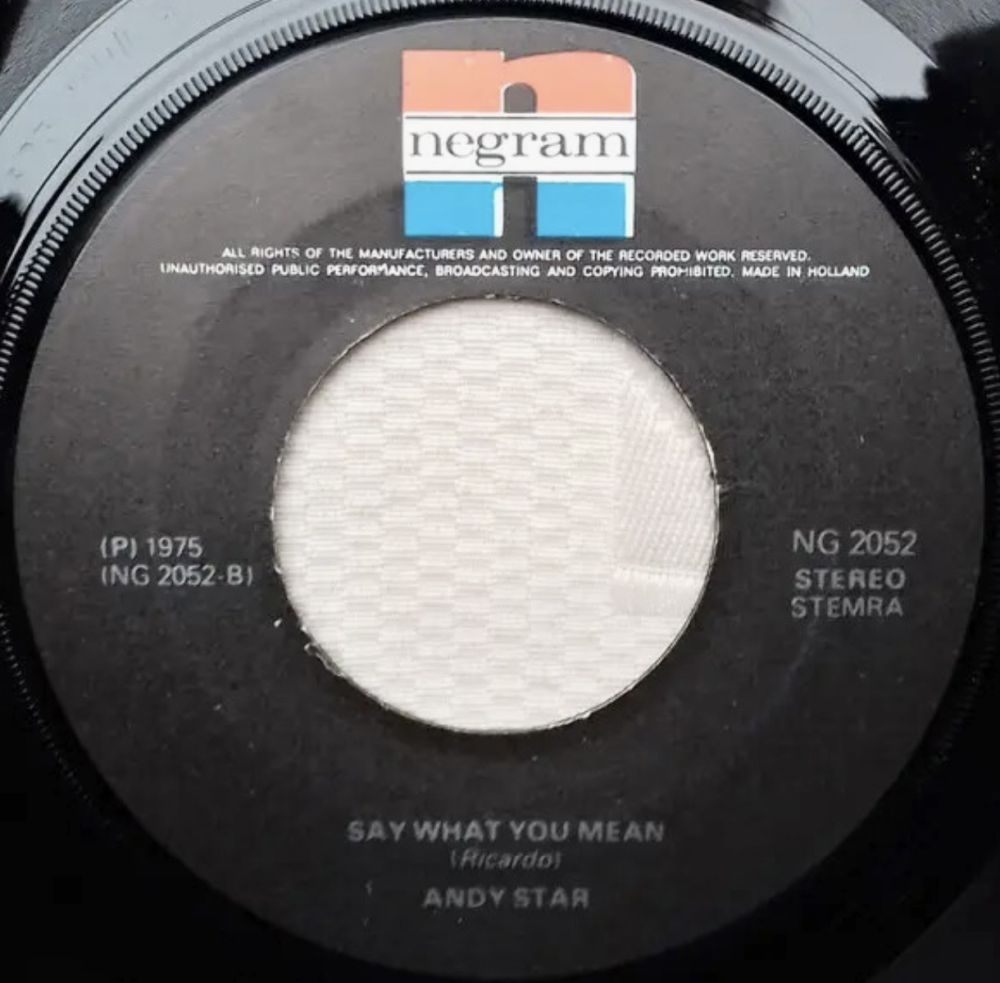 negram
ALL RIGHTS OF THE MANUFACTURERS AND OWNER OF THE RECORDED WORK RESERVED.
UNAUTHORISED PUBLIC PERFORMANCE, BROADCASTING AND COPYING PROHIBITED. MADE IN HOLLAND
(P) 1975
(NG 2052-B)
NG 2052
STEREO
STEMRA
SAY WHAT YOU MEAN
(Ricardo)
ANDY STAR